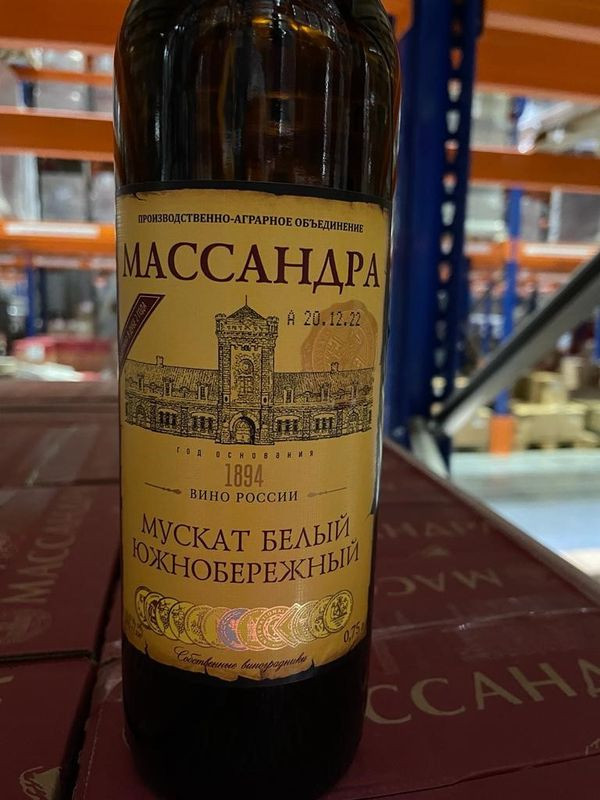 ПРОИЗВОДСТВЕННО-АГРАРНОЕ ОБЪЕДИНЕНИЕ
МАССАНДРА
А 20.12.22
год основания
1894
ВИНО РОССИИ
МУСКАТ БЕЛЫЙ
ЮЖНОБЕРЕЖНЫЙ
0,75 л
Собственные виноградники
МАССАНДРА
ССАНД